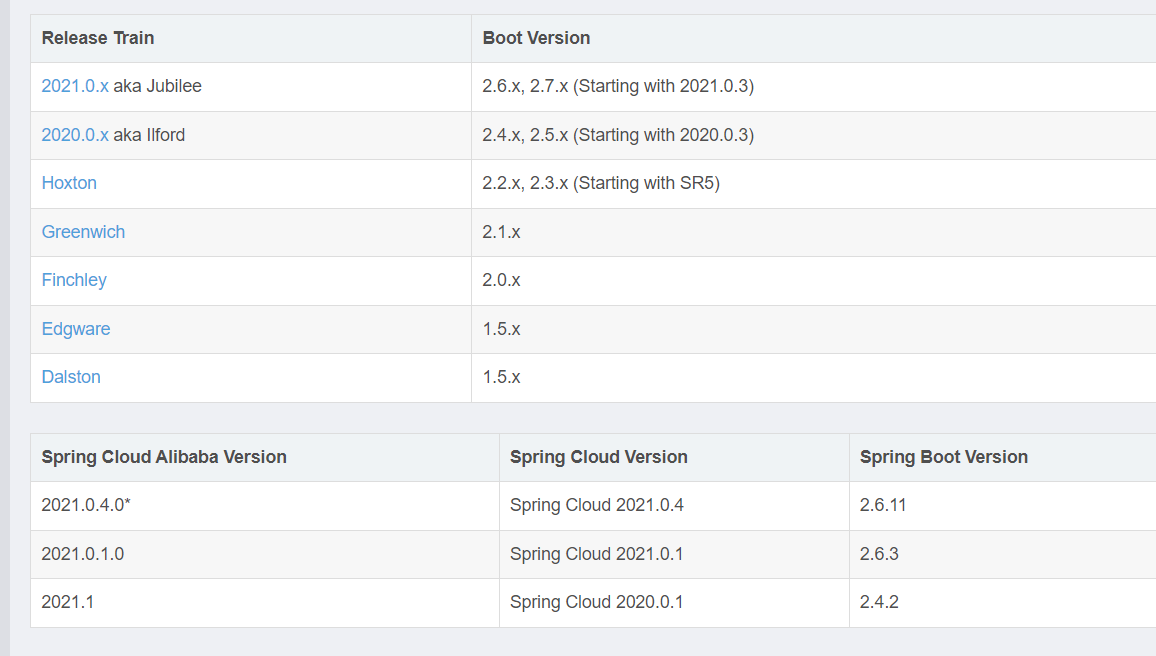 Release Train Boot Version
2021.0.x aka Jubilee 2.6.x, 2.7.x (Starting with 2021.0.3)
2020.0.x aka Ilford 2.4.x, 2.5.x (Starting with 2020.0.3)
Hoxton 2.2.x, 2.3.x (Starting with SR5)
Greenwich 2.1.x
Finchley 2.0.x
Edgware 1.5.x
Dalston 1.5.x
Spring Cloud Alibaba Version Spring Cloud Version Spring Boot Version
2021.0.4.0* Spring Cloud 2021.0.4 2.6.11
2021.0.1.0 Spring Cloud 2021.0.1 2.6.3
2021.1 Spring Cloud 2020.0.1 2.4.2